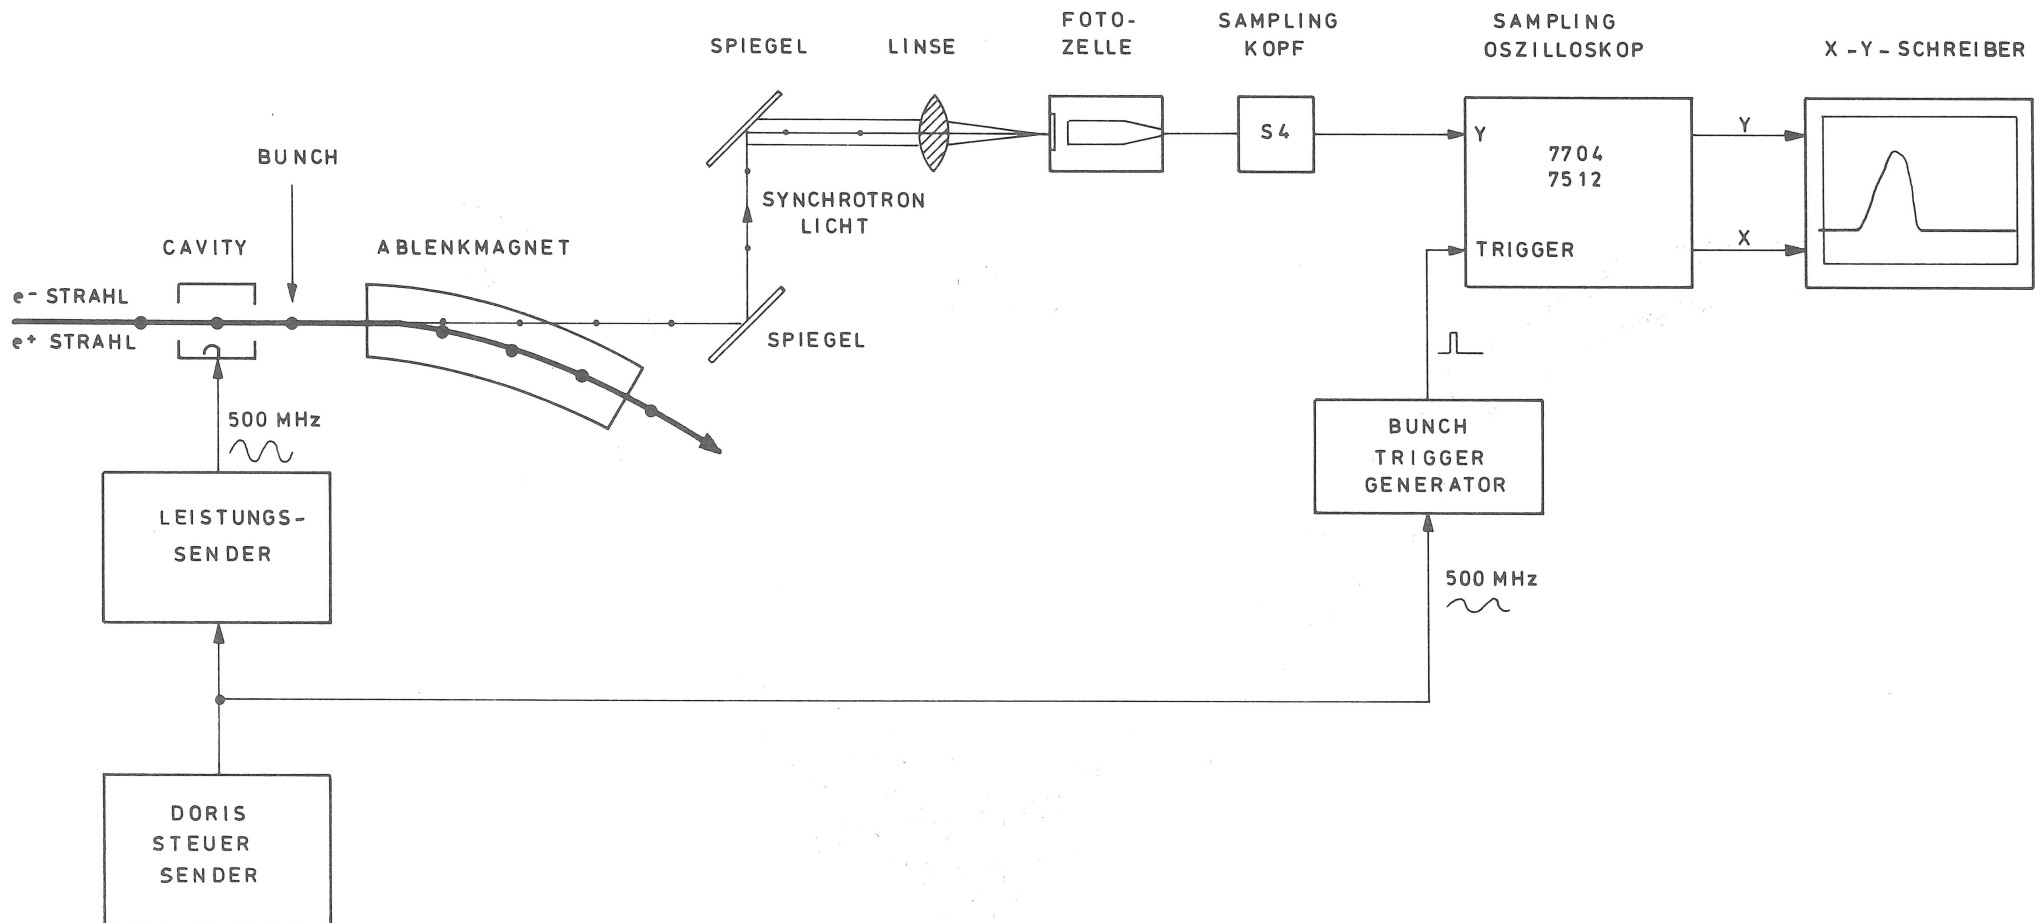 SPIEGEL
LINSE
FOTO-
ZELLE
SAMPLING
KOPF
SAMPLING
OSZILLOSKOP
X-Y-SCHREIBER
BUNCH
S4
Y
7704
7512
Y
SYNCHROTRON
LICHT
CAVITY
ABLENKMAGNET
TRIGGER
X
e- STRAHL
e+ STRAHL
SPIEGEL
500 MHz
BUNCH
TRIGGER
GENERATOR
LEISTUNGS-
SENDER
500 MHz
DORIS
STEUER
SENDER